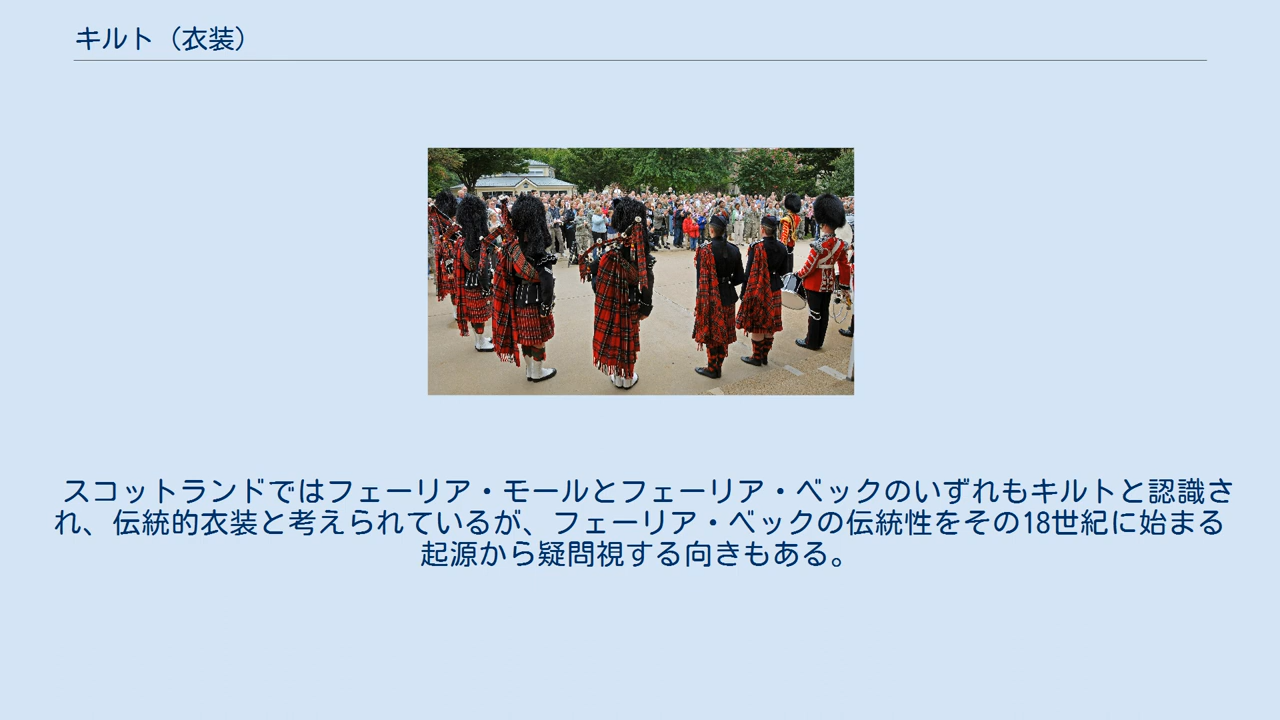 キルト（衣装）
スコットランドではフェーリア・モールとフェーリア・ベックのいずれもキルトと認識さ
れ、伝統的衣装と考えられているが、フェーリア・ベックの伝統性をその18世紀に始まる
起源から疑問視する向きもある。